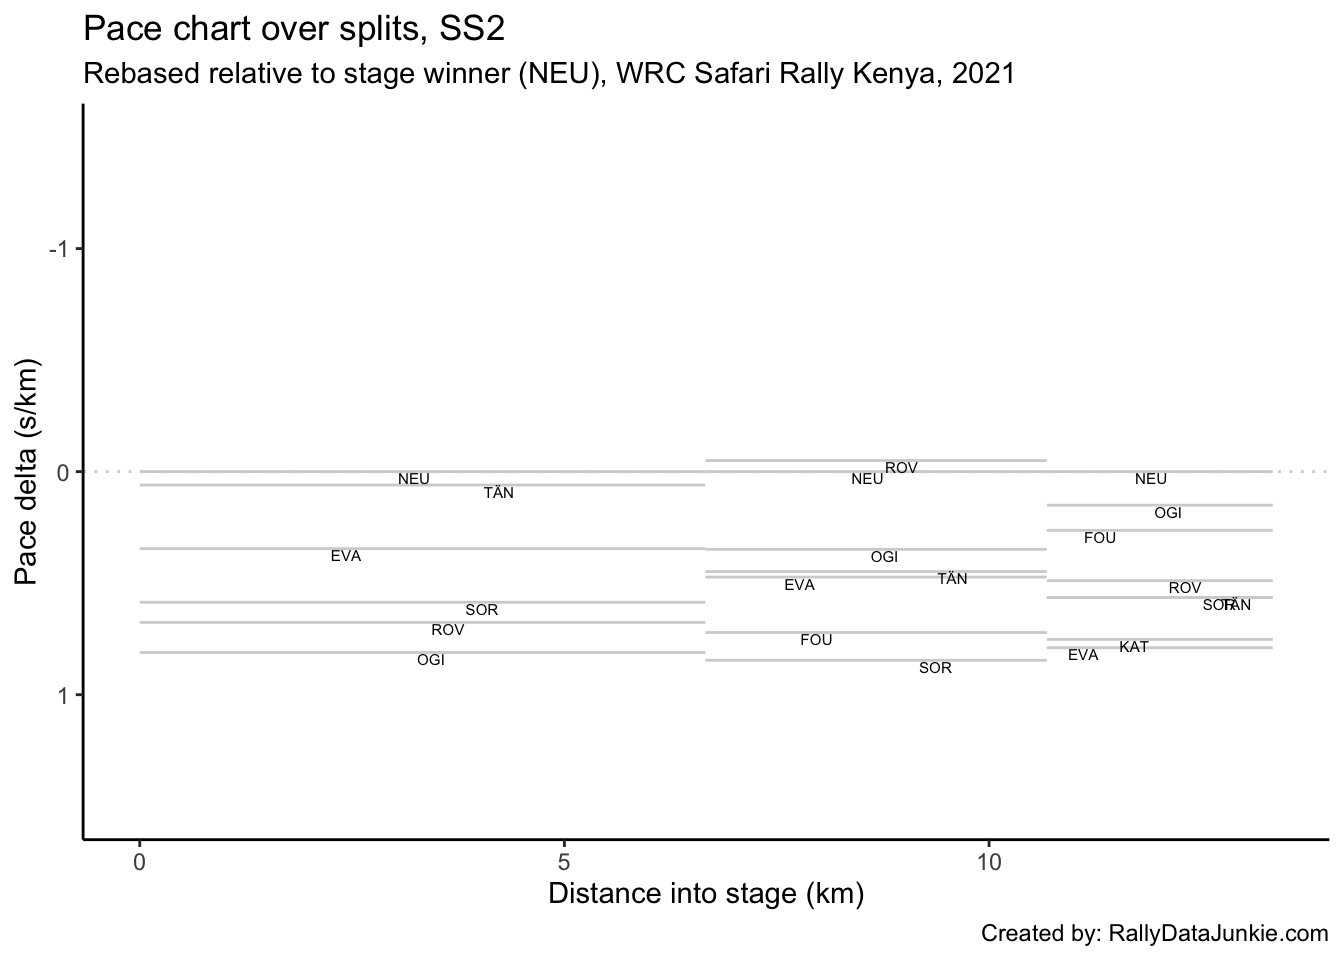 Pace chart over splits, SS2
Rebased relative to stage winner (NEU), WRC Safari Rally Kenya, 2021
Pace delta (s/km)
-1
0
1
ROV
NEU
NEU
NEU
TÄN
OGI
FOU
EVA
OGI
TÄN
EVA
ROV
SOR
SOR
TÄN
ROV
FOU
KAT
EVA
OGI
SOR
0
5
10
Distance into stage (km)
Created by: RallyDataJunkie.com